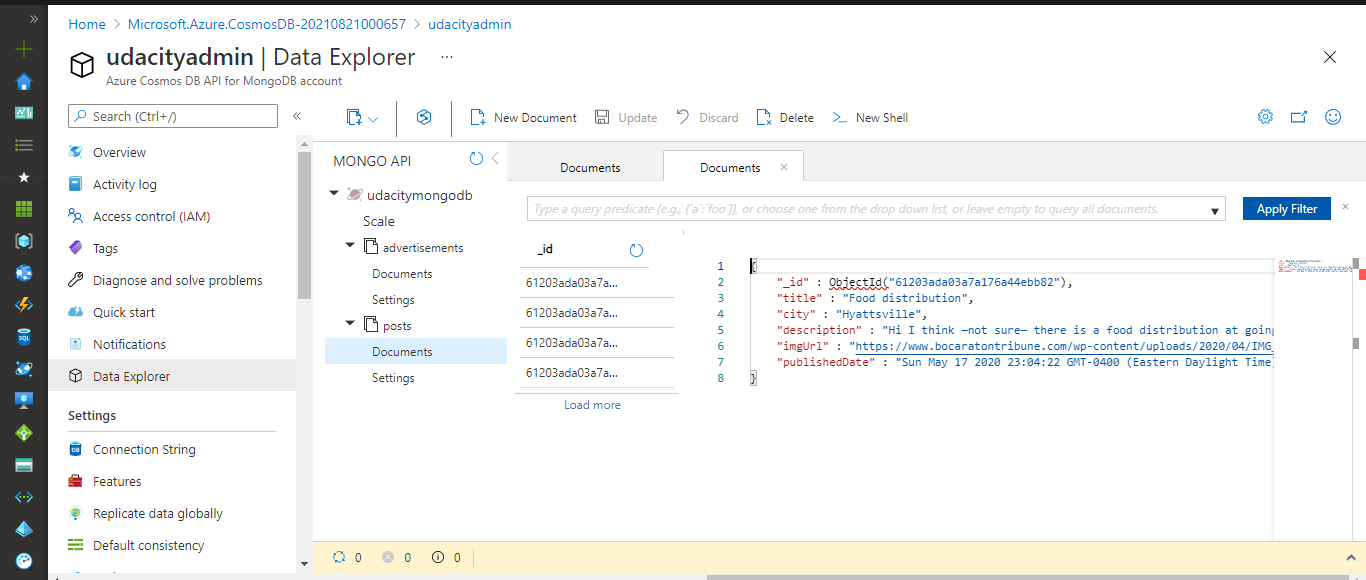 Home > Microsoft.Azure.CosmosDB-20210821000657 > udacityadmin
udacityadmin | Data Explorer ...
Azure Cosmos DB API for MongoDB account
Search (Ctrl+/)
Overview
Activity log
Access control (IAM)
Tags
Diagnose and solve problems
Quick start
Notifications
Data Explorer
Settings
Connection String
Features
Replicate data globally
Default consistency
New Document
Update
Discard
Delete
New Shell
MONGO API
udacitymongodb
Scale
advertisements
Documents
Settings
posts
Documents
Settings
Documents
Documents
Type a query predicate (e.g., {´a´:´foo´}), or choose one from the drop down list, or leave empty to query all documents.
Apply Filter
_id
61203ada03a7a...
61203ada03a7a...
61203ada03a7a...
61203ada03a7a...
Load more
1 {
2 "_id" : ObjectId("61203ada03a7a176a44ebb82"),
3 "title" : "Food distribution",
4 "city" : "Hyattsville",
5 "description" : "Hi I think —not sure— there is a food distribution at going
6 "imgUrl" : "https://www.bocaratontribune.com/wp-content/uploads/2020/04/IMG_
7 "publishedDate" : "Sun May 17 2020 23:04:22 GMT-0400 (Eastern Daylight Time
8 }
0 0 0